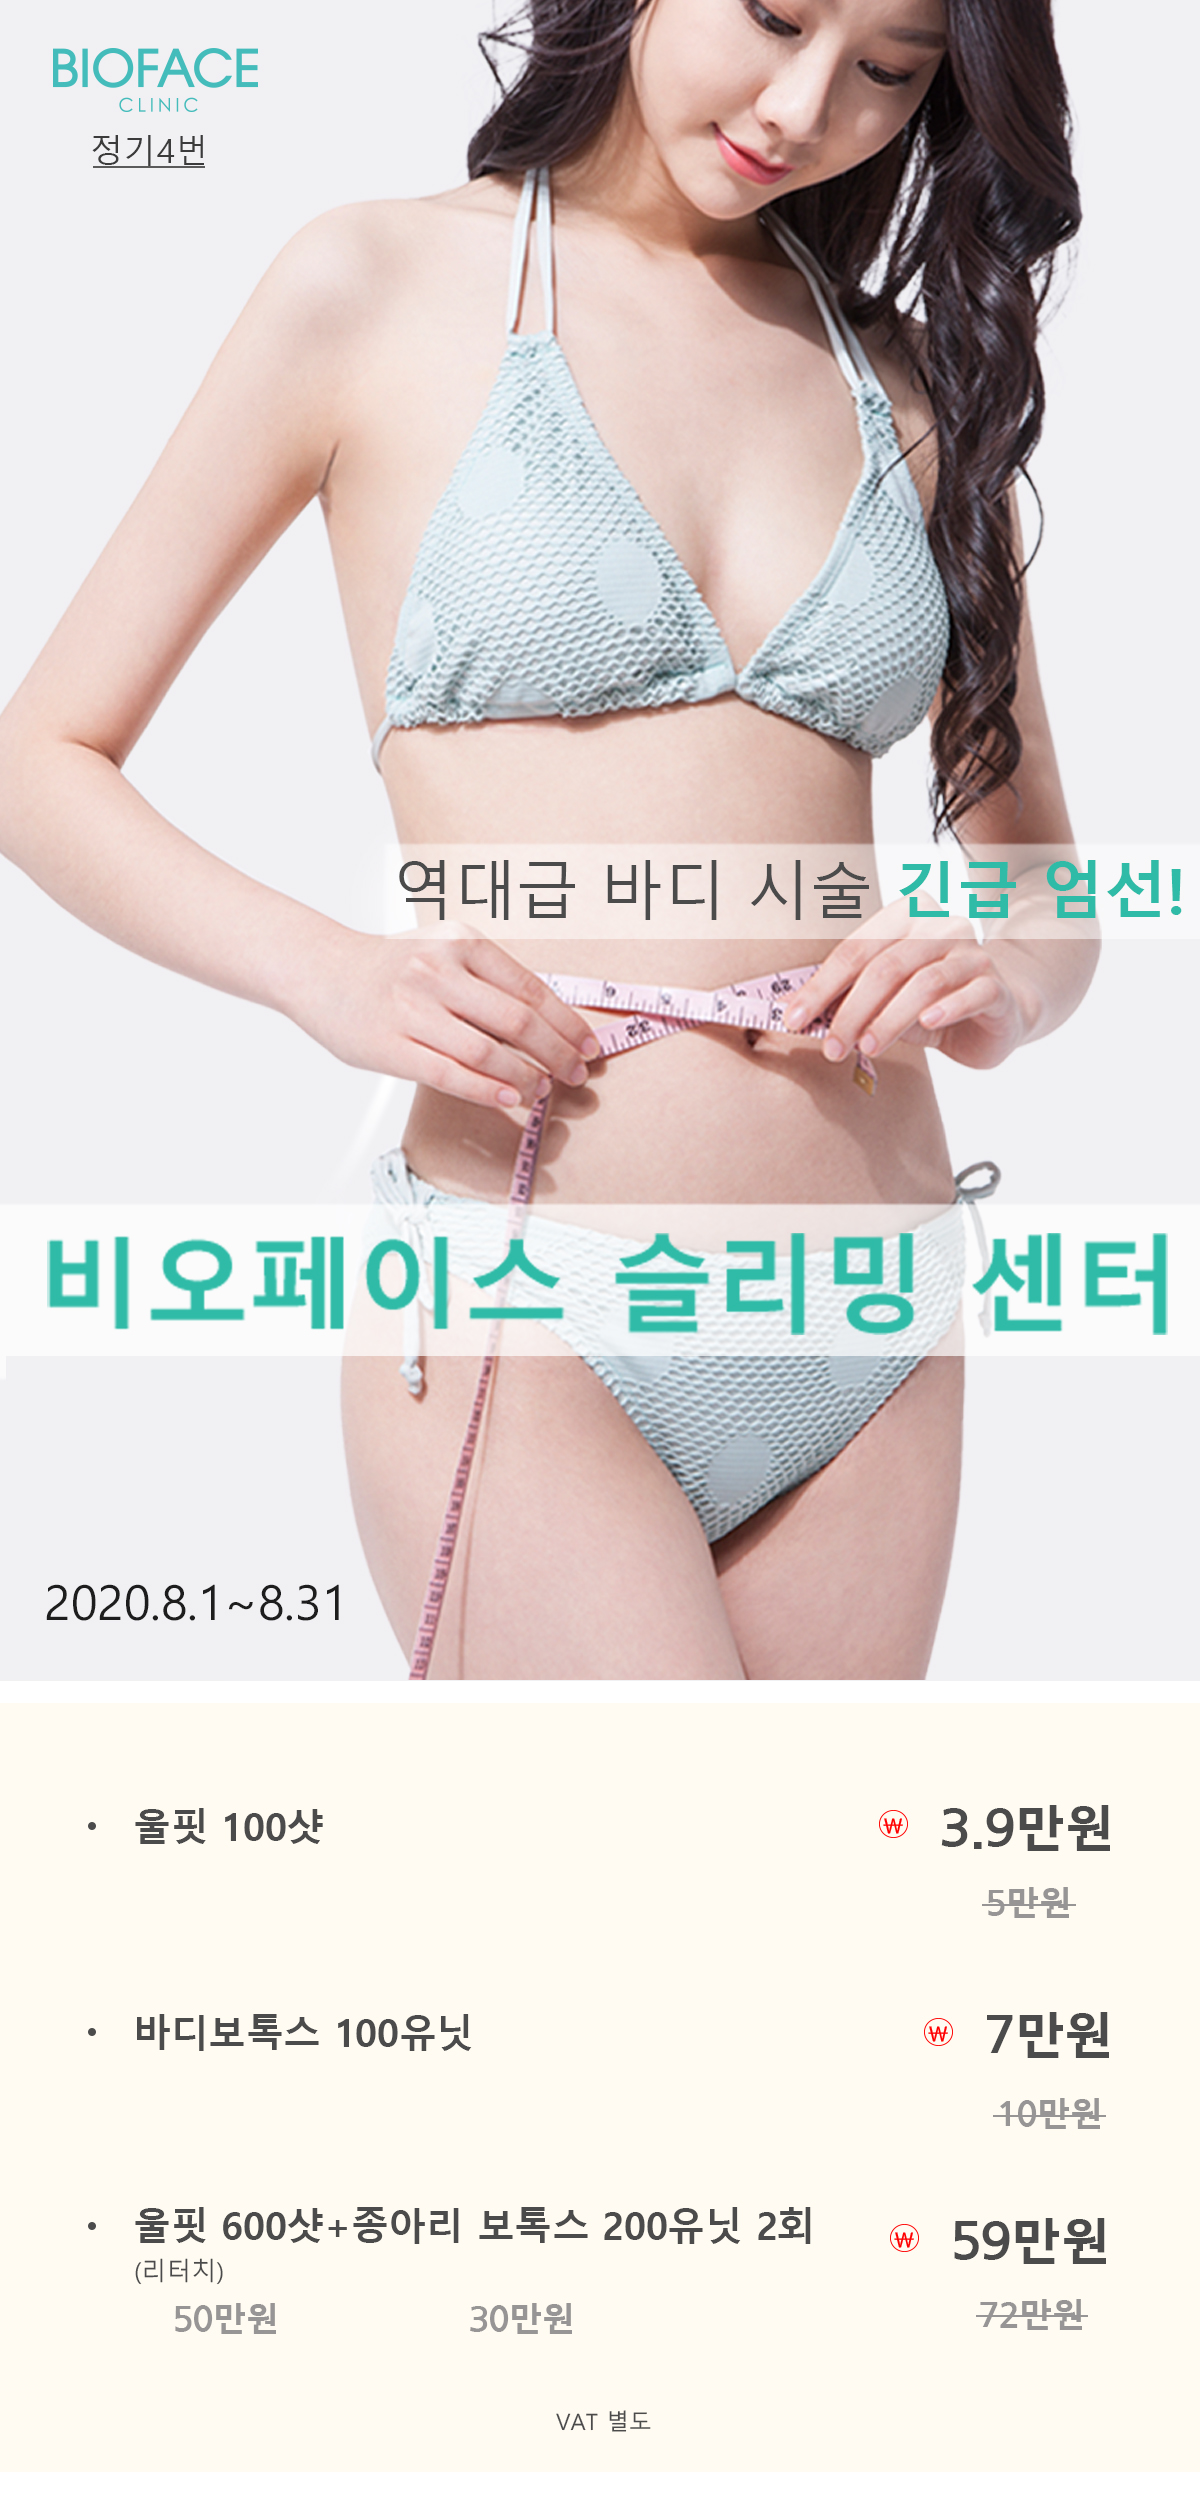 BIOFACE
CLINIC
정기4번
역대급 바디 시술 긴급 엄선!
비오페이스 슬리밍 센터
2020.8.1~8.31
• 울핏 100샷 ₩ 3.9만원
5만원
• 바디보톡스 100유닛 ₩ 7만원
10만원
• 울핏 600샷+종아리 보톡스 200유닛 2회 ₩ 59만원
(리터치)
50만원 30만원 72만원
VAT 별도